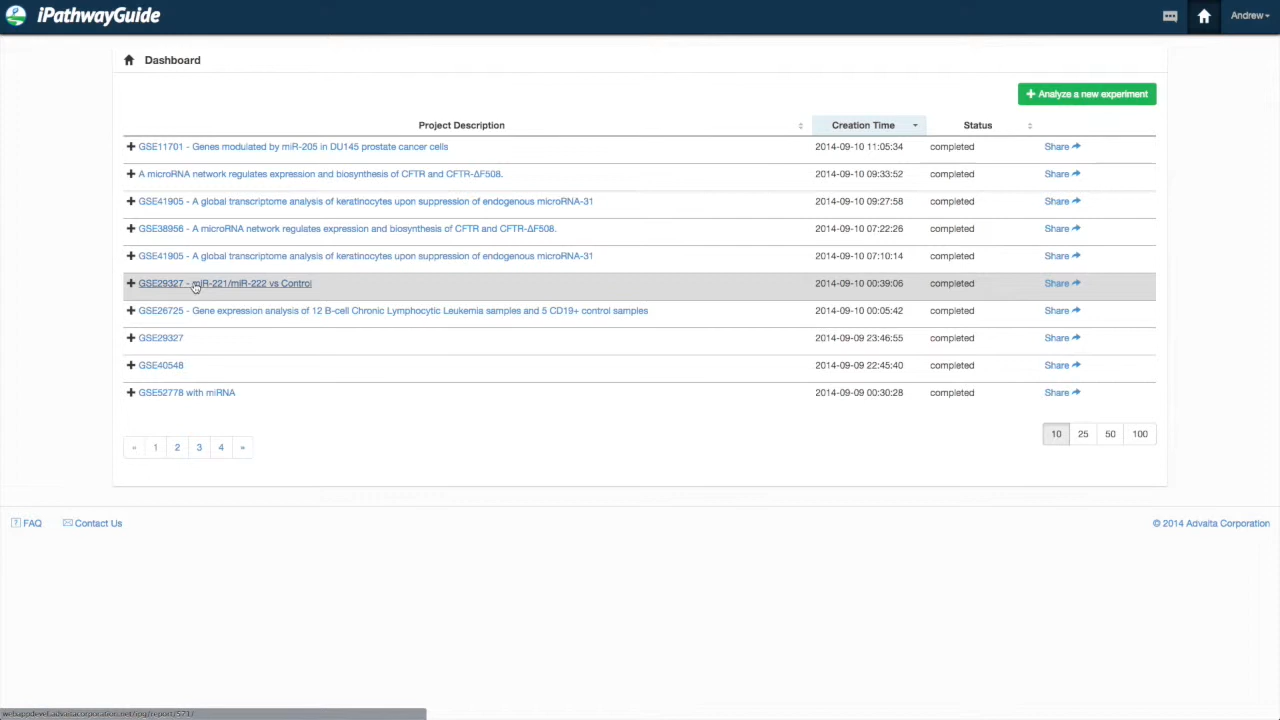 iPathwayGuide
Andrew
Dashboard
Analyze a new experiment
Project Description Creation Time Status
GSE11701 - Genes modulated by miR-205 in DU145 prostate cancer cells 2014-09-10 11:05:34 completed Share
A microRNA network regulates expression and biosynthesis of CFTR and CFTR-ΔF508. 2014-09-10 09:33:52 completed Share
GSE41905 - A global transcriptome analysis of keratinocytes upon suppression of endogenous microRNA-31 2014-09-10 09:27:58 completed Share
GSE38956 - A microRNA network regulates expression and biosynthesis of CFTR and CFTR-ΔF508. 2014-09-10 07:22:26 completed Share
GSE41905 - A global transcriptome analysis of keratinocytes upon suppression of endogenous microRNA-31 2014-09-10 07:10:14 completed Share
GSE29327 - miR-221/miR-222 vs Control 2014-09-10 00:39:06 completed Share
GSE26725 - Gene expression analysis of 12 B-cell Chronic Lymphocytic Leukemia samples and 5 CD19+ control samples 2014-09-10 00:05:42 completed Share
GSE29327 2014-09-09 23:46:55 completed Share
GSE40548 2014-09-09 22:45:40 completed Share
GSE52778 with miRNA 2014-09-09 00:30:28 completed Share
« 1 2 3 4 » 10 25 50 100
FAQ Contact Us © 2014 Advaita Corporation
webappdevel.advaitacorporation.net/ipg/report/571/